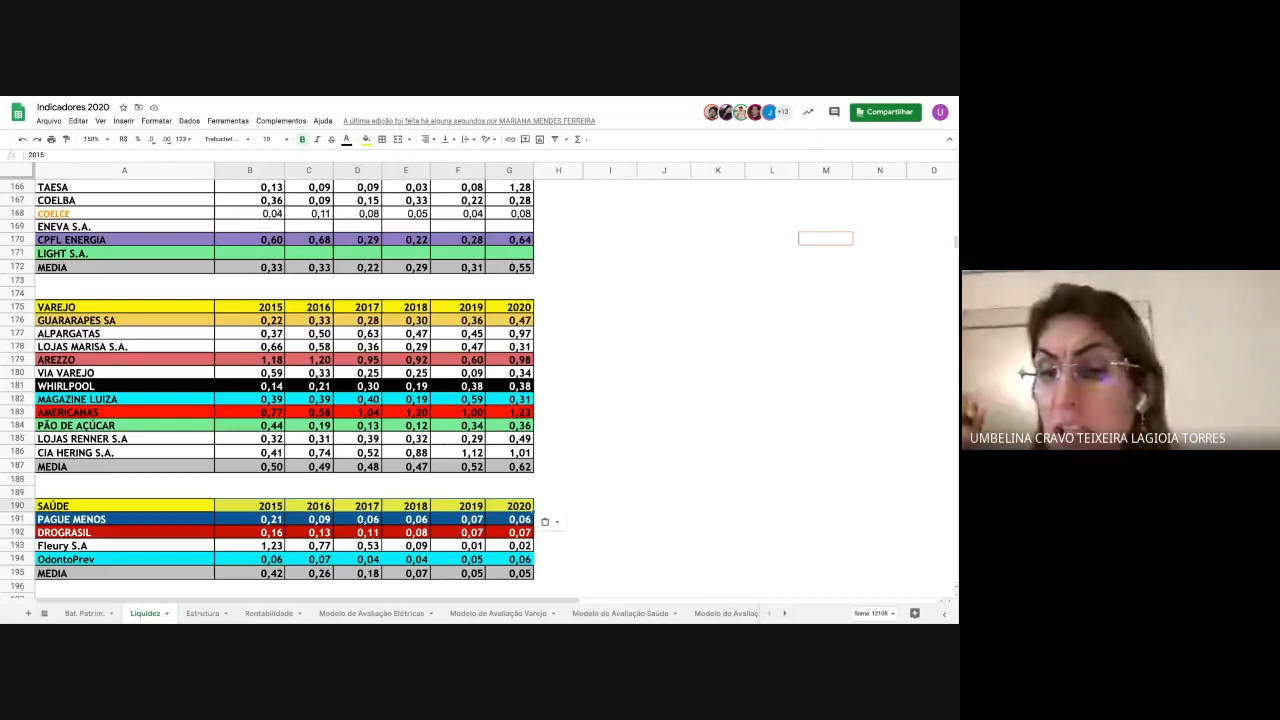 Indicadores 2020
Arquivo Editar Ver Inserir Formatar Dados Ferramentas Complementos Ajuda A última edição foi feita há alguns segundos por MARIANA MENDES FERREIRA
+13 Compartilhar U
150% R$ % .0 .00 123 Trebuchet ... 10 B I S A
fx 2015
A B C D E F G H I J K L M N O
166 TAESA 0,13 0,09 0,09 0,03 0,08 1,28
167 COELBA 0,36 0,09 0,15 0,33 0,22 0,28
168 COELCE 0,04 0,11 0,08 0,05 0,04 0,08
169 ENEVA S.A.
170 CPFL ENERGIA 0,60 0,68 0,29 0,22 0,28 0,64
171 LIGHT S.A.
172 MEDIA 0,33 0,33 0,22 0,29 0,31 0,55
173
174
175 VAREJO 2015 2016 2017 2018 2019 2020
176 GUARARAPES SA 0,22 0,33 0,28 0,30 0,36 0,47
177 ALPARGATAS 0,37 0,50 0,63 0,47 0,45 0,97
178 LOJAS MARISA S.A. 0,66 0,58 0,36 0,29 0,47 0,31
179 AREZZO 1,18 1,20 0,95 0,92 0,60 0,98
180 VIA VAREJO 0,59 0,33 0,25 0,25 0,09 0,34
181 WHIRLPOOL 0,14 0,21 0,30 0,19 0,38 0,38
182 MAGAZINE LUIZA 0,39 0,39 0,40 0,19 0,59 0,31
183 AMERICANAS 0,77 0,58 1,04 1,20 1,00 1,23
184 PÃO DE AÇÚCAR 0,44 0,19 0,13 0,12 0,34 0,36
185 LOJAS RENNER S.A 0,32 0,31 0,39 0,32 0,29 0,49
186 CIA HERING S.A. 0,41 0,74 0,52 0,88 1,12 1,01
187 MEDIA 0,50 0,49 0,48 0,47 0,52 0,62
188
189
190 SAÚDE 2015 2016 2017 2018 2019 2020
191 PAGUE MENOS 0,21 0,09 0,06 0,06 0,07 0,06
192 DROGRASIL 0,16 0,13 0,11 0,08 0,07 0,07
193 Fleury S.A 1,23 0,77 0,53 0,09 0,01 0,02
194 OdontoPrev 0,06 0,07 0,04 0,04 0,05 0,06
195 MEDIA 0,42 0,26 0,18 0,07 0,05 0,05
196
Bal. Patrim. Liquidez Estrutura Rentabilidade Modelo de Avaliação Elétricas Modelo de Avaliação Varejo Modelo de Avaliação Saúde Modelo de Avaliaç Soma: 12105
UMBELINA CRAVO TEIXEIRA LAGIOIA TORRES